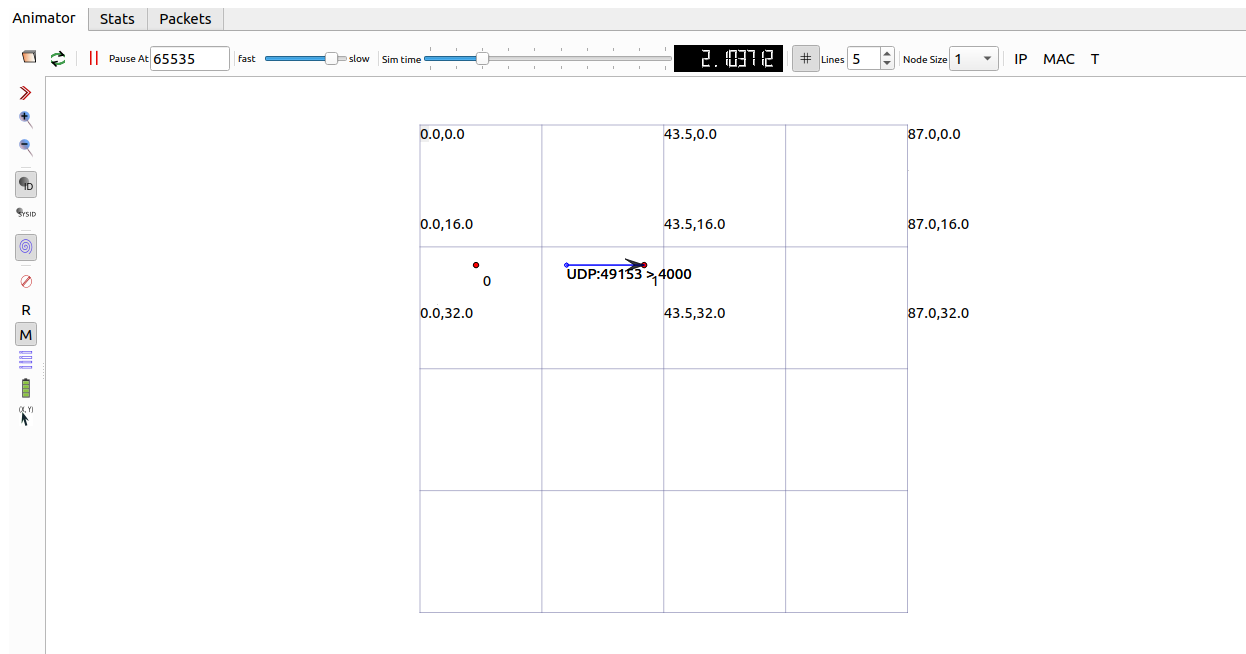 Animator Stats Packets
Pause At 65535 fast slow Sim time 2.103712 # Lines 5 Node Size 1 IP MAC T
ID
SYSID
R
M
(X, Y)
0.0,0.0 43.5,0.0 87.0,0.0
0.0,16.0 43.5,16.0 87.0,16.0
UDP:49153 > 4000
0 1
0.0,32.0 43.5,32.0 87.0,32.0